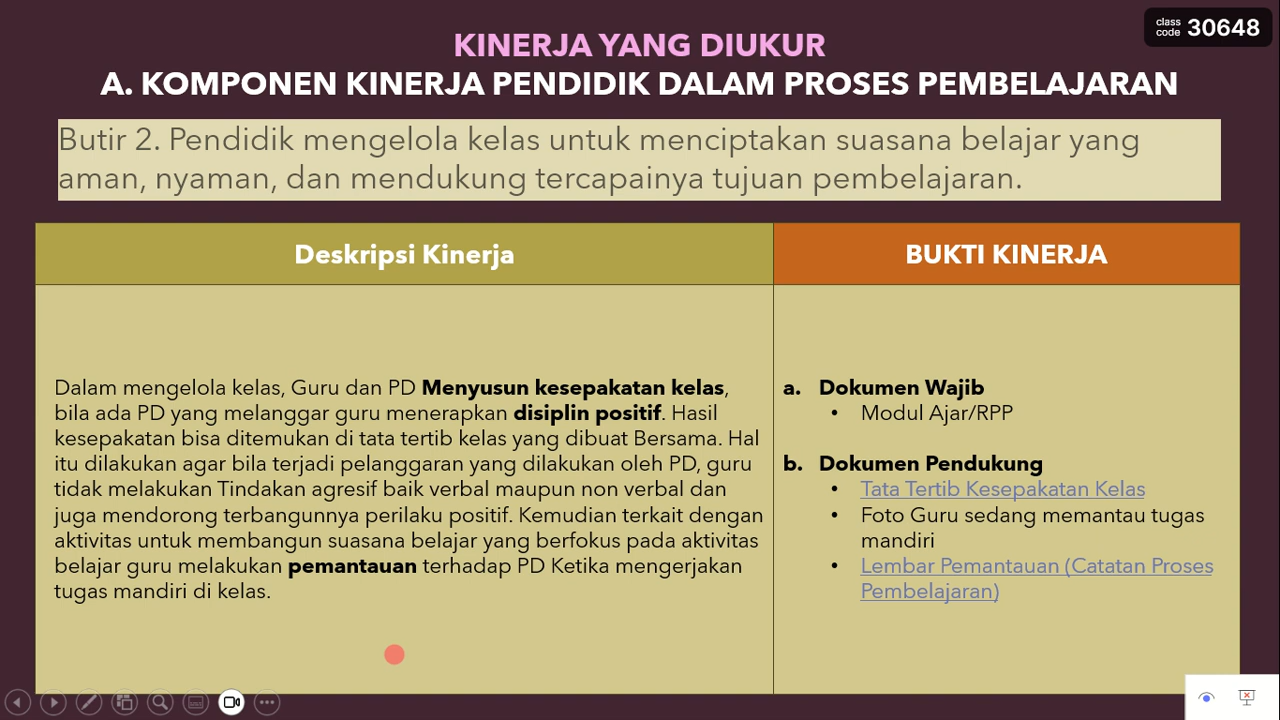 class code 30648
KINERJA YANG DIUKUR
A. KOMPONEN KINERJA PENDIDIK DALAM PROSES PEMBELAJARAN
Butir 2. Pendidik mengelola kelas untuk menciptakan suasana belajar yang
aman, nyaman, dan mendukung tercapainya tujuan pembelajaran.
Deskripsi Kinerja
Dalam mengelola kelas, Guru dan PD Menyusun kesepakatan kelas,
bila ada PD yang melanggar guru menerapkan disiplin positif. Hasil
kesepakatan bisa ditemukan di tata tertib kelas yang dibuat Bersama. Hal
itu dilakukan agar bila terjadi pelanggaran yang dilakukan oleh PD, guru
tidak melakukan Tindakan agresif baik verbal maupun non verbal dan
juga mendorong terbangunnya perilaku positif. Kemudian terkait dengan
aktivitas untuk membangun suasana belajar yang berfokus pada aktivitas
belajar guru melakukan pemantauan terhadap PD Ketika mengerjakan
tugas mandiri di kelas.
BUKTI KINERJA
a. Dokumen Wajib
• Modul Ajar/RPP
b. Dokumen Pendukung
• Tata Tertib Kesepakatan Kelas
• Foto Guru sedang memantau tugas
mandiri
• Lembar Pemantauan (Catatan Proses
Pembelajaran)